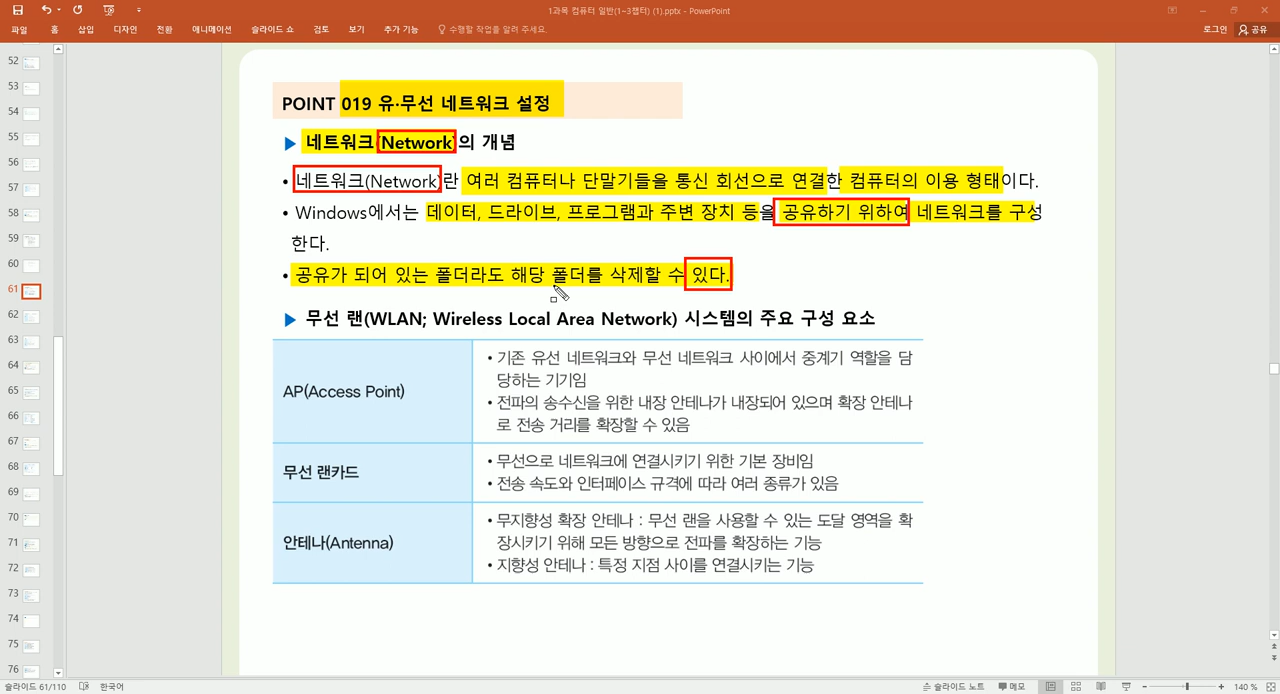 1과목 컴퓨터 일반(1~3챕터) (1).pptx - PowerPoint
파일 홈 삽입 디자인 전환 애니메이션 슬라이드 쇼 검토 보기 추가 기능 수행할 작업을 알려 주세요. 로그인 공유
52
53
54
55
56
57
58
59
60
61
62
63
64
65
66
67
68
69
70
71
72
73
74
75
76
POINT 019 유·무선 네트워크 설정
▶ 네트워크(Network)의 개념
• 네트워크(Network)란 여러 컴퓨터나 단말기들을 통신 회선으로 연결한 컴퓨터의 이용 형태이다.
• Windows에서는 데이터, 드라이브, 프로그램과 주변 장치 등을 공유하기 위하여 네트워크를 구성
한다.
• 공유가 되어 있는 폴더라도 해당 폴더를 삭제할 수 있다.
▶ 무선 랜(WLAN; Wireless Local Area Network) 시스템의 주요 구성 요소
AP(Access Point)
• 기존 유선 네트워크와 무선 네트워크 사이에서 중계기 역할을 담
당하는 기기임
• 전파의 송수신을 위한 내장 안테나가 내장되어 있으며 확장 안테나
로 전송 거리를 확장할 수 있음
무선 랜카드
• 무선으로 네트워크에 연결시키기 위한 기본 장비임
• 전송 속도와 인터페이스 규격에 따라 여러 종류가 있음
안테나(Antenna)
• 무지향성 확장 안테나 : 무선 랜을 사용할 수 있는 도달 영역을 확
장시키기 위해 모든 방향으로 전파를 확장하는 기능
• 지향성 안테나 : 특정 지점 사이를 연결시키는 기능
슬라이드 61/110 한국어 슬라이드 노트 메모 140 %